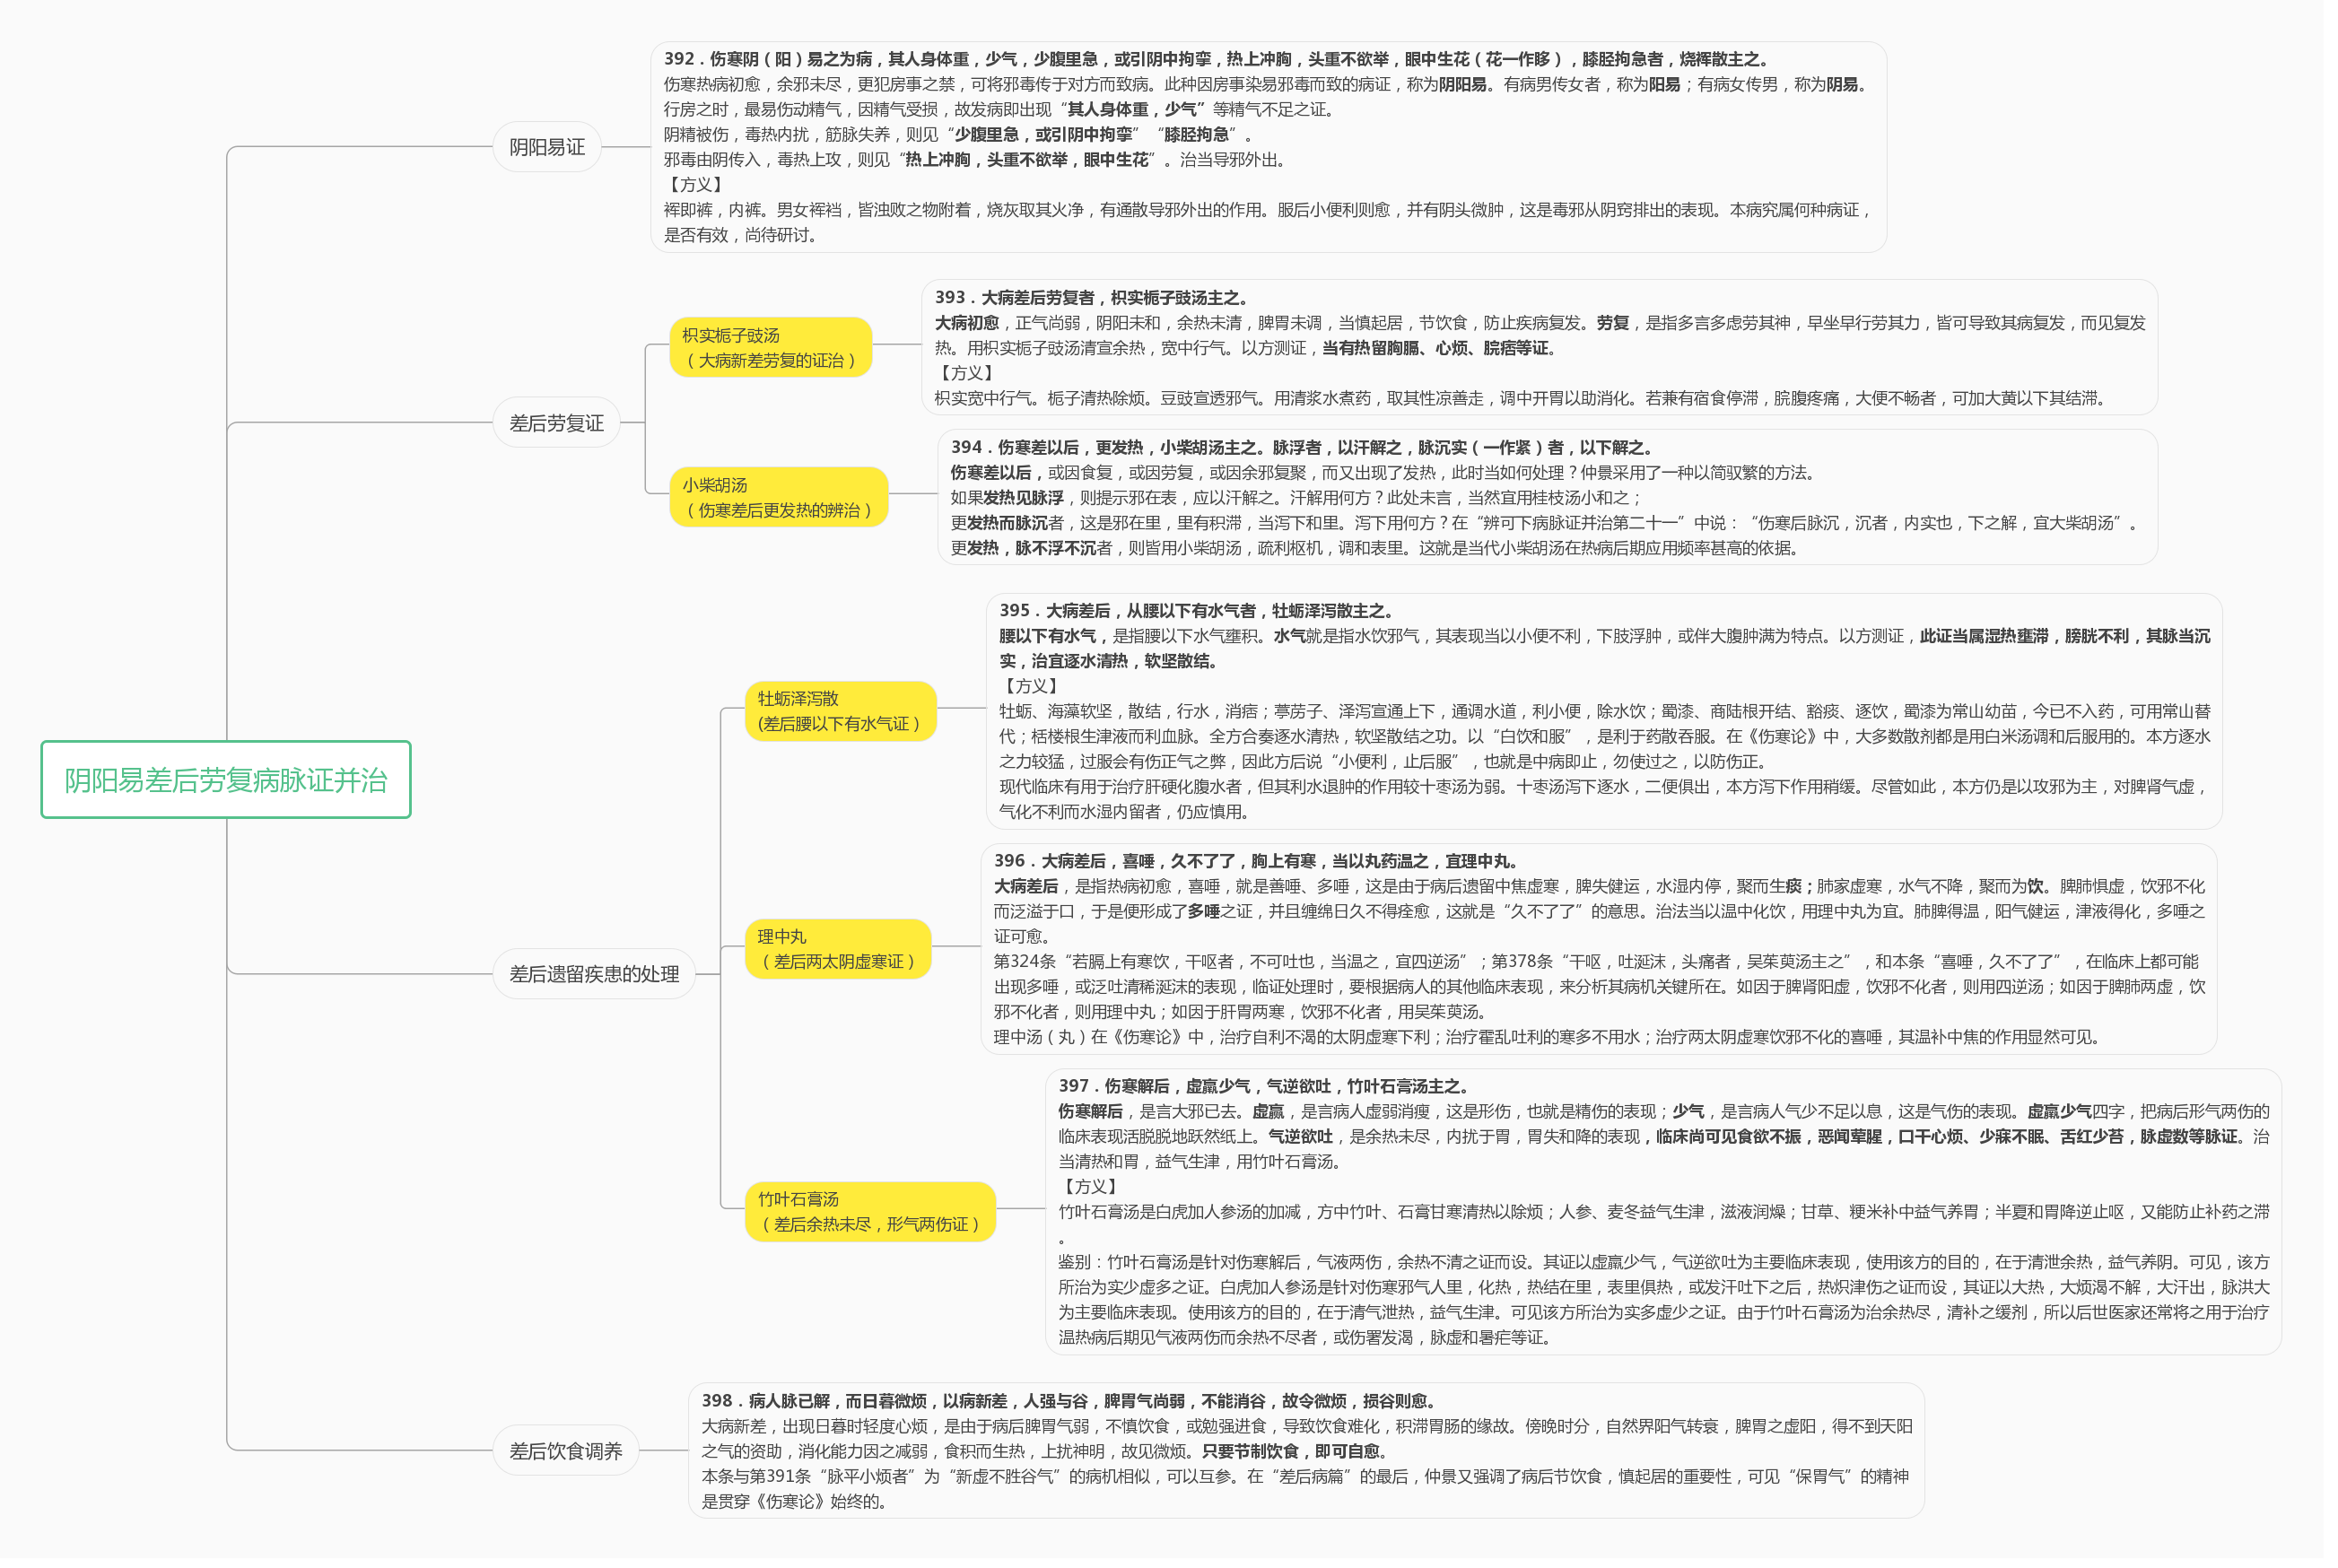 阴阳易差后劳复病脉证并治
阴阳易证
392．伤寒阴（阳）易之为病，其人身体重，少气，少腹里急，或引阴中拘挛，热上冲胸，头重不欲举，眼中生花（花一作眵），膝胫拘急者，烧裈散主之。
伤寒热病初愈，余邪未尽，更犯房事之禁，可将邪毒传于对方而致病。此种因房事染易邪毒而致的病证，称为阴阳易。有病男传女者，称为阳易；有病女传男，称为阴易。
行房之时，最易伤动精气，因精气受损，故发病即出现“其人身体重，少气”等精气不足之证。
阴精被伤，毒热内扰，筋脉失养，则见“少腹里急，或引阴中拘挛”“膝胫拘急”。
邪毒由阴传入，毒热上攻，则见“热上冲胸，头重不欲举，眼中生花”。治当导邪外出。
【方义】
裈即裤，内裤。男女裈裆，皆浊败之物附着，烧灰取其火净，有通散导邪外出的作用。服后小便利则愈，并有阴头微肿，这是毒邪从阴窍排出的表现。本病究属何种病证，
是否有效，尚待研讨。
差后劳复证
枳实栀子豉汤
（大病新差劳复的证治）
393．大病差后劳复者，枳实栀子豉汤主之。
大病初愈，正气尚弱，阴阳未和，余热未清，脾胃未调，当慎起居，节饮食，防止疾病复发。劳复，是指多言多虑劳其神，早坐早行劳其力，皆可导致其病复发，而见复发
热。用枳实栀子豉汤清宣余热，宽中行气。以方测证，当有热留胸膈、心烦、脘痞等证。
【方义】
枳实宽中行气。栀子清热除烦。豆豉宣透邪气。用清浆水煮药，取其性凉善走，调中开胃以助消化。若兼有宿食停滞，脘腹疼痛，大便不畅者，可加大黄以下其结滞。
小柴胡汤
（伤寒差后更发热的辨治）
394．伤寒差以后，更发热，小柴胡汤主之。脉浮者，以汗解之，脉沉实（一作紧）者，以下解之。
伤寒差以后，或因食复，或因劳复，或因余邪复聚，而又出现了发热，此时当如何处理？仲景采用了一种以简驭繁的方法。
如果发热见脉浮，则提示邪在表，应以汗解之。汗解用何方？此处未言，当然宜用桂枝汤小和之；
更发热而脉沉者，这是邪在里，里有积滞，当泻下和里。泻下用何方？在“辨可下病脉证并治第二十一”中说：“伤寒后脉沉，沉者，内实也，下之解，宜大柴胡汤”。
更发热，脉不浮不沉者，则皆用小柴胡汤，疏利枢机，调和表里。这就是当代小柴胡汤在热病后期应用频率甚高的依据。
差后遗留疾患的处理
牡蛎泽泻散
(差后腰以下有水气证）
395．大病差后，从腰以下有水气者，牡蛎泽泻散主之。
腰以下有水气，是指腰以下水气壅积。水气就是指水饮邪气，其表现当以小便不利，下肢浮肿，或伴大腹肿满为特点。以方测证，此证当属湿热壅滞，膀胱不利，其脉当沉
实，治宜逐水清热，软坚散结。
【方义】
牡蛎、海藻软坚，散结，行水，消痞；葶苈子、泽泻宣通上下，通调水道，利小便，除水饮；蜀漆、商陆根开结、豁痰、逐饮，蜀漆为常山幼苗，今已不入药，可用常山替
代；栝楼根生津液而利血脉。全方合奏逐水清热，软坚散结之功。以“白饮和服”，是利于药散吞服。在《伤寒论》中，大多数散剂都是用白米汤调和后服用的。本方逐水
之力较猛，过服会有伤正气之弊，因此方后说“小便利，止后服”，也就是中病即止，勿使过之，以防伤正。
现代临床有用于治疗肝硬化腹水者，但其利水退肿的作用较十枣汤为弱。十枣汤泻下逐水，二便俱出，本方泻下作用稍缓。尽管如此，本方仍是以攻邪为主，对脾肾气虚，
气化不利而水湿内留者，仍应慎用。
理中丸
（差后两太阴虚寒证）
396．大病差后，喜唾，久不了了，胸上有寒，当以丸药温之，宜理中丸。
大病差后，是指热病初愈，喜唾，就是善唾、多唾，这是由于病后遗留中焦虚寒，脾失健运，水湿内停，聚而生痰；肺家虚寒，水气不降，聚而为饮。脾肺惧虚，饮邪不化
而泛溢于口，于是便形成了多唾之证，并且缠绵日久不得痊愈，这就是“久不了了”的意思。治法当以温中化饮，用理中丸为宜。肺脾得温，阳气健运，津液得化，多唾之
证可愈。
第324条“若膈上有寒饮，干呕者，不可吐也，当温之，宜四逆汤”；第378条“干呕，吐涎沫，头痛者，吴茱萸汤主之”，和本条“喜唾，久不了了”，在临床上都可能
出现多唾，或泛吐清稀涎沫的表现，临证处理时，要根据病人的其他临床表现，来分析其病机关键所在。如因于脾肾阳虚，饮邪不化者，则用四逆汤；如因于脾肺两虚，饮
邪不化者，则用理中丸；如因于肝胃两寒，饮邪不化者，用吴茱萸汤。
理中汤（丸）在《伤寒论》中，治疗自利不渴的太阴虚寒下利；治疗霍乱吐利的寒多不用水；治疗两太阴虚寒饮邪不化的喜唾，其温补中焦的作用显然可见。
竹叶石膏汤
（差后余热未尽，形气两伤证）
397．伤寒解后，虚羸少气，气逆欲吐，竹叶石膏汤主之。
伤寒解后，是言大邪已去。虚羸，是言病人虚弱消瘦，这是形伤，也就是精伤的表现；少气，是言病人气少不足以息，这是气伤的表现。虚羸少气四字，把病后形气两伤的
临床表现活脱脱地跃然纸上。气逆欲吐，是余热未尽，内扰于胃，胃失和降的表现，临床尚可见食欲不振，恶闻荤腥，口干心烦、少寐不眠、舌红少苔，脉虚数等脉证。治
当清热和胃，益气生津，用竹叶石膏汤。
【方义】
竹叶石膏汤是白虎加人参汤的加减，方中竹叶、石膏甘寒清热以除烦；人参、麦冬益气生津，滋液润燥；甘草、粳米补中益气养胃；半夏和胃降逆止呕，又能防止补药之滞
。
鉴别：竹叶石膏汤是针对伤寒解后，气液两伤，余热不清之证而设。其证以虚羸少气，气逆欲吐为主要临床表现，使用该方的目的，在于清泄余热，益气养阴。可见，该方
所治为实少虚多之证。白虎加人参汤是针对伤寒邪气人里，化热，热结在里，表里俱热，或发汗吐下之后，热炽津伤之证而设，其证以大热，大烦渴不解，大汗出，脉洪大
为主要临床表现。使用该方的目的，在于清气泄热，益气生津。可见该方所治为实多虚少之证。由于竹叶石膏汤为治余热尽，清补之缓剂，所以后世医家还常将之用于治疗
温热病后期见气液两伤而余热不尽者，或伤署发渴，脉虚和暑疟等证。
差后饮食调养
398．病人脉已解，而日暮微烦，以病新差，人强与谷，脾胃气尚弱，不能消谷，故令微烦，损谷则愈。
大病新差，出现日暮时轻度心烦，是由于病后脾胃气弱，不慎饮食，或勉强进食，导致饮食难化，积滞胃肠的缘故。傍晚时分，自然界阳气转衰，脾胃之虚阳，得不到天阳
之气的资助，消化能力因之减弱，食积而生热，上扰神明，故见微烦。只要节制饮食，即可自愈。
本条与第391条“脉平小烦者”为“新虚不胜谷气”的病机相似，可以互参。在“差后病篇”的最后，仲景又强调了病后节饮食，慎起居的重要性，可见“保胃气”的精神
是贯穿《伤寒论》始终的。